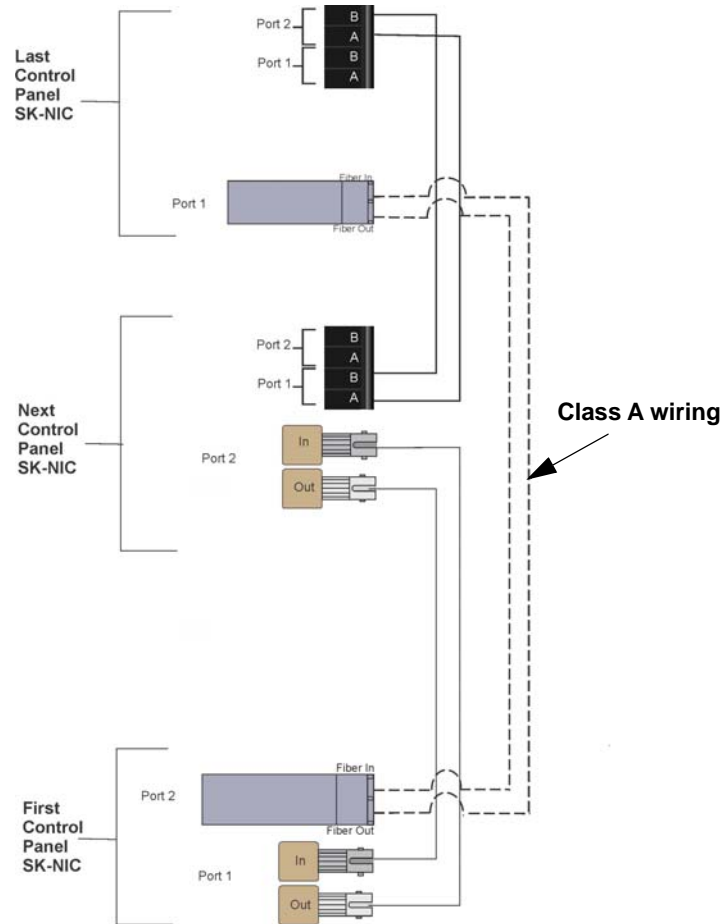 Last
Control
Panel
SK-NIC
Port 2
B
A
Port 1
B
A
Port 1
Fiber In
Fiber Out
Next
Control
Panel
SK-NIC
Port 2
B
A
Port 1
B
A
Port 2
In
Out
Class A wiring
First
Control
Panel
SK-NIC
Port 2
Fiber In
Fiber Out
Port 1
In
Out